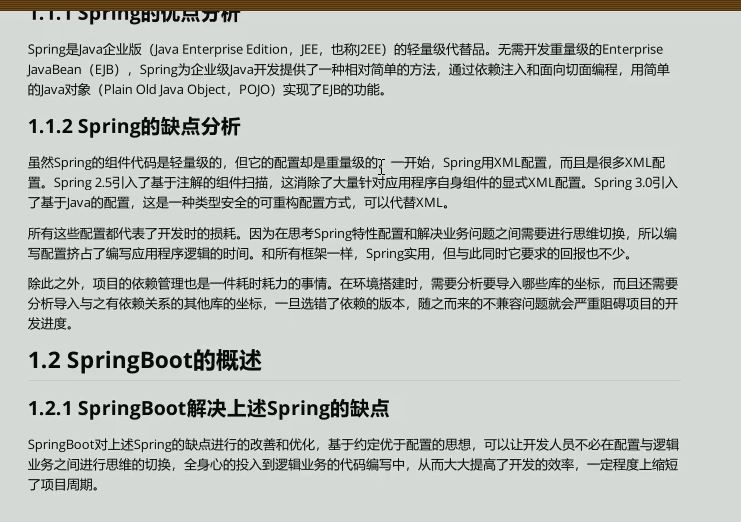 1.1.1 Spring的优点分析
Spring是Java企业版（Java Enterprise Edition，JEE，也称J2EE）的轻量级代替品。无需开发重量级的Enterprise
JavaBean（EJB），Spring为企业级Java开发提供了一种相对简单的方法，通过依赖注入和面向切面编程，用简单
的Java对象（Plain Old Java Object，POJO）实现了EJB的功能。
1.1.2 Spring的缺点分析
虽然Spring的组件代码是轻量级的，但它的配置却是重量级的。一开始，Spring用XML配置，而且是很多XML配
置。Spring 2.5引入了基于注解的组件扫描，这消除了大量针对应用程序自身组件的显式XML配置。Spring 3.0引入
了基于Java的配置，这是一种类型安全的可重构配置方式，可以代替XML。
所有这些配置都代表了开发时的损耗。因为在思考Spring特性配置和解决业务问题之间需要进行思维切换，所以编
写配置挤占了编写应用程序逻辑的时间。和所有框架一样，Spring实用，但与此同时它要求的回报也不少。
除此之外，项目的依赖管理也是一件耗时耗力的事情。在环境搭建时，需要分析要导入哪些库的坐标，而且还需要
分析导入与之有依赖关系的其他库的坐标，一旦选错了依赖的版本，随之而来的不兼容问题就会严重阻碍项目的开
发进度。
1.2 SpringBoot的概述
1.2.1 SpringBoot解决上述Spring的缺点
SpringBoot对上述Spring的缺点进行的改善和优化，基于约定优于配置的思想，可以让开发人员不必在配置与逻辑
业务之间进行思维的切换，全身心的投入到逻辑业务的代码编写中，从而大大提高了开发的效率，一定程度上缩短
了项目周期。